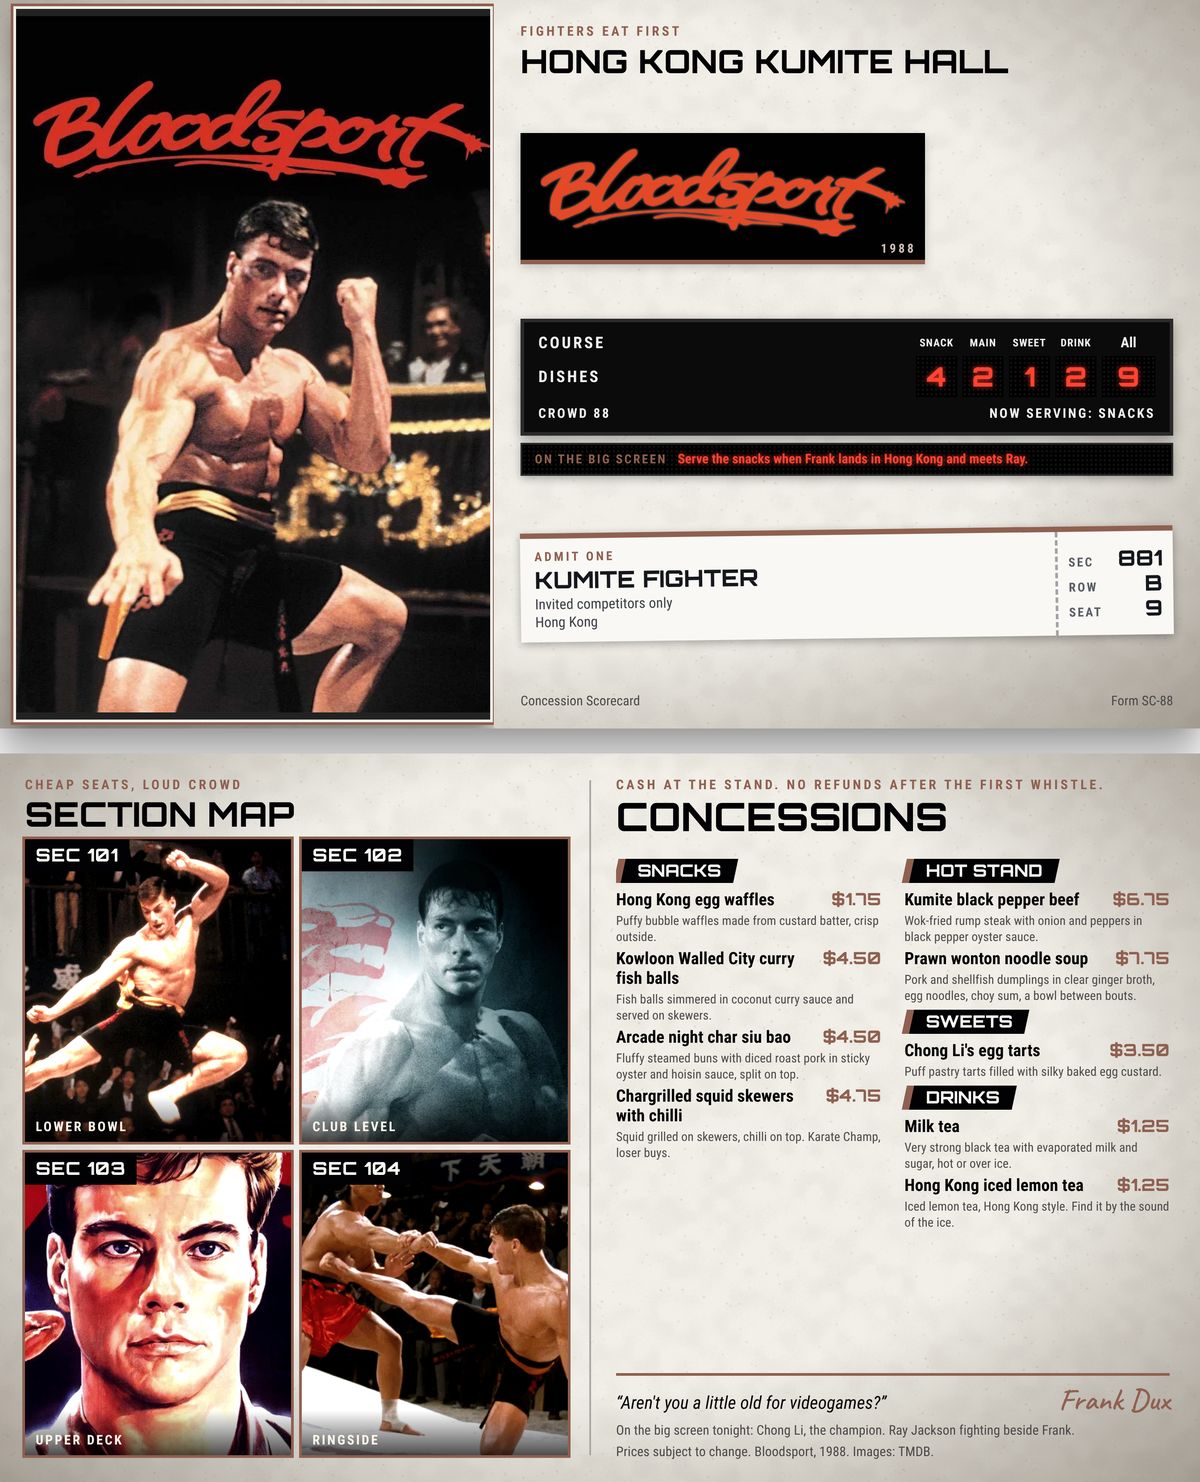 Bloodsport
FIGHTERS EAT FIRST
HONG KONG KUMITE HALL
Bloodsport
1988
COURSE SNACK MAIN SWEET DRINK All
DISHES 4 2 1 2 9
CROWD 88 NOW SERVING: SNACKS
ON THE BIG SCREEN Serve the snacks when Frank lands in Hong Kong and meets Ray.
ADMIT ONE
KUMITE FIGHTER
Invited competitors only
Hong Kong
SEC 881
ROW B
SEAT 9
Concession Scorecard Form SC-88
CHEAP SEATS, LOUD CROWD
SECTION MAP
SEC 101
LOWER BOWL
SEC 102
CLUB LEVEL
SEC 103
UPPER DECK
SEC 104
下 天
RINGSIDE
CASH AT THE STAND. NO REFUNDS AFTER THE FIRST WHISTLE.
CONCESSIONS
SNACKS
Hong Kong egg waffles $1.75
Puffy bubble waffles made from custard batter, crisp
outside.
Kowloon Walled City curry $4.50
fish balls
Fish balls simmered in coconut curry sauce and
served on skewers.
Arcade night char siu bao $4.50
Fluffy steamed buns with diced roast pork in sticky
oyster and hoisin sauce, split on top.
Chargrilled squid skewers $4.75
with chilli
Squid grilled on skewers, chilli on top. Karate Champ,
loser buys.
HOT STAND
Kumite black pepper beef $6.75
Wok-fried rump steak with onion and peppers in
black pepper oyster sauce.
Prawn wonton noodle soup $7.75
Pork and shellfish dumplings in clear ginger broth,
egg noodles, choy sum, a bowl between bouts.
SWEETS
Chong Li's egg tarts $3.50
Puff pastry tarts filled with silky baked egg custard.
DRINKS
Milk tea $1.25
Very strong black tea with evaporated milk and
sugar, hot or over ice.
Hong Kong iced lemon tea $1.25
Iced lemon tea, Hong Kong style. Find it by the sound
of the ice.
“Aren't you a little old for videogames?” Frank Dux
On the big screen tonight: Chong Li, the champion. Ray Jackson fighting beside Frank.
Prices subject to change. Bloodsport, 1988. Images: TMDB.